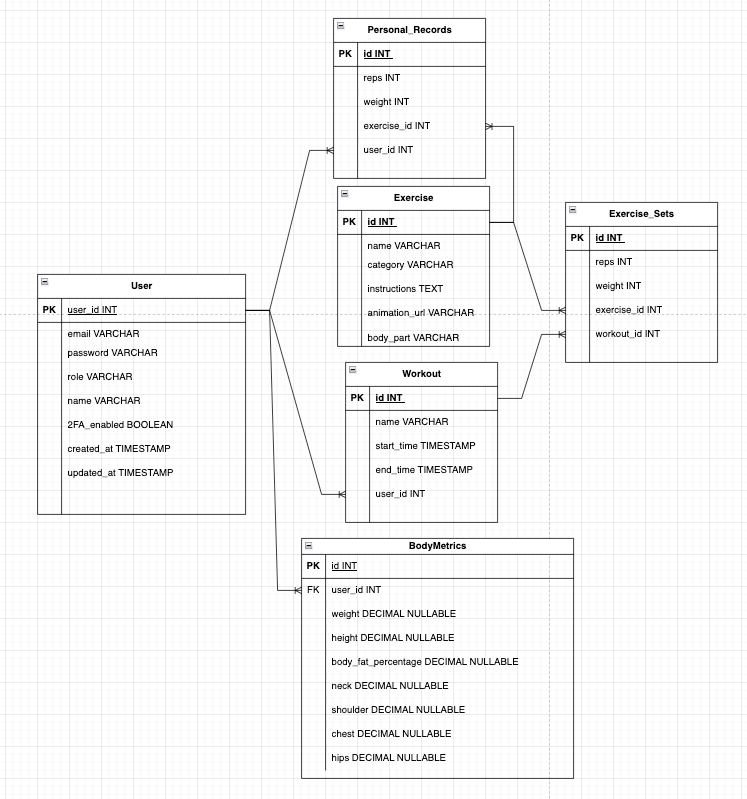 Personal_Records
PK id INT
reps INT
weight INT
exercise_id INT
user_id INT
Exercise
PK id INT
name VARCHAR
category VARCHAR
instructions TEXT
animation_url VARCHAR
body_part VARCHAR
Exercise_Sets
PK id INT
reps INT
weight INT
exercise_id INT
workout_id INT
User
PK user_id INT
email VARCHAR
password VARCHAR
role VARCHAR
name VARCHAR
2FA_enabled BOOLEAN
created_at TIMESTAMP
updated_at TIMESTAMP
Workout
PK id INT
name VARCHAR
start_time TIMESTAMP
end_time TIMESTAMP
user_id INT
BodyMetrics
PK id INT
FK user_id INT
weight DECIMAL NULLABLE
height DECIMAL NULLABLE
body_fat_percentage DECIMAL NULLABLE
neck DECIMAL NULLABLE
shoulder DECIMAL NULLABLE
chest DECIMAL NULLABLE
hips DECIMAL NULLABLE